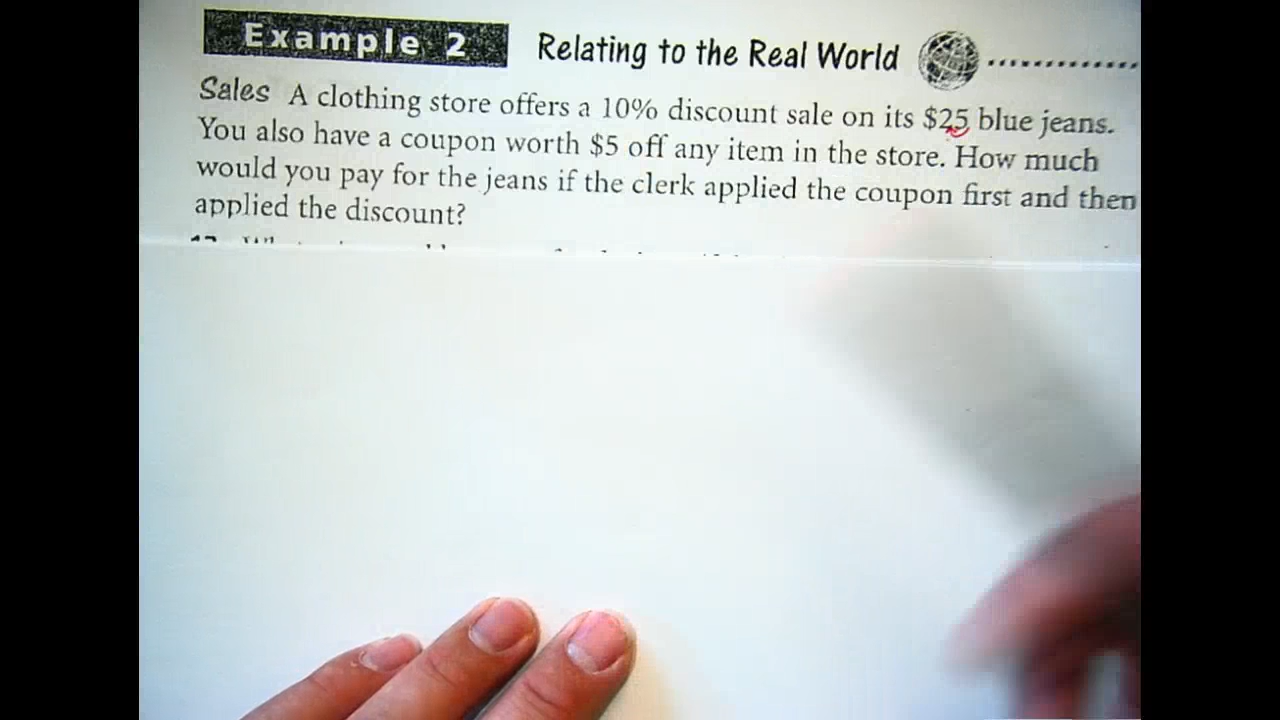 Example 2 Relating to the Real World
Sales A clothing store offers a 10% discount sale on its $25 blue jeans.
You also have a coupon worth $5 off any item in the store. How much
would you pay for the jeans if the clerk applied the coupon first and then
applied the discount?